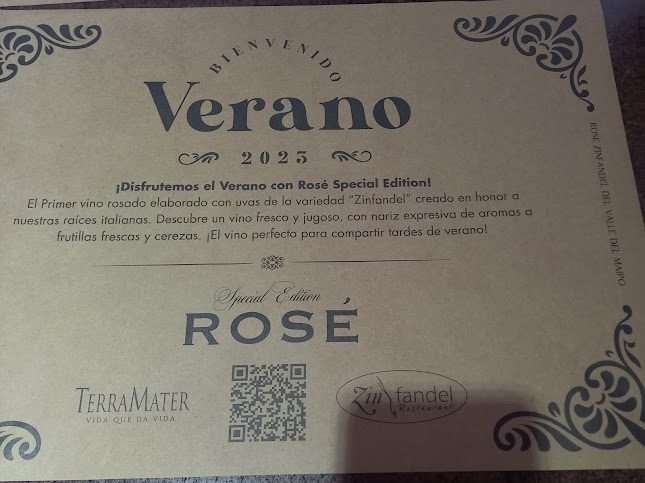 BIENVENIDO
Verano
2023
¡Disfrutemos el Verano con Rosé Special Edition!
El Primer vino rosado elaborado con uvas de la variedad “Zinfandel” creado en honor a
nuestras raíces italianas. Descubre un vino fresco y jugoso, con nariz expresiva de aromas a
frutillas frescas y cerezas. ¡El vino perfecto para compartir tardes de verano!
Special Edition
ROSÉ
TERRAMATER
VIDA QUE DA VIDA
Zinfandel
Restaurant
ROSE ZINFANDEL DEL VALLE DEL MAIPO